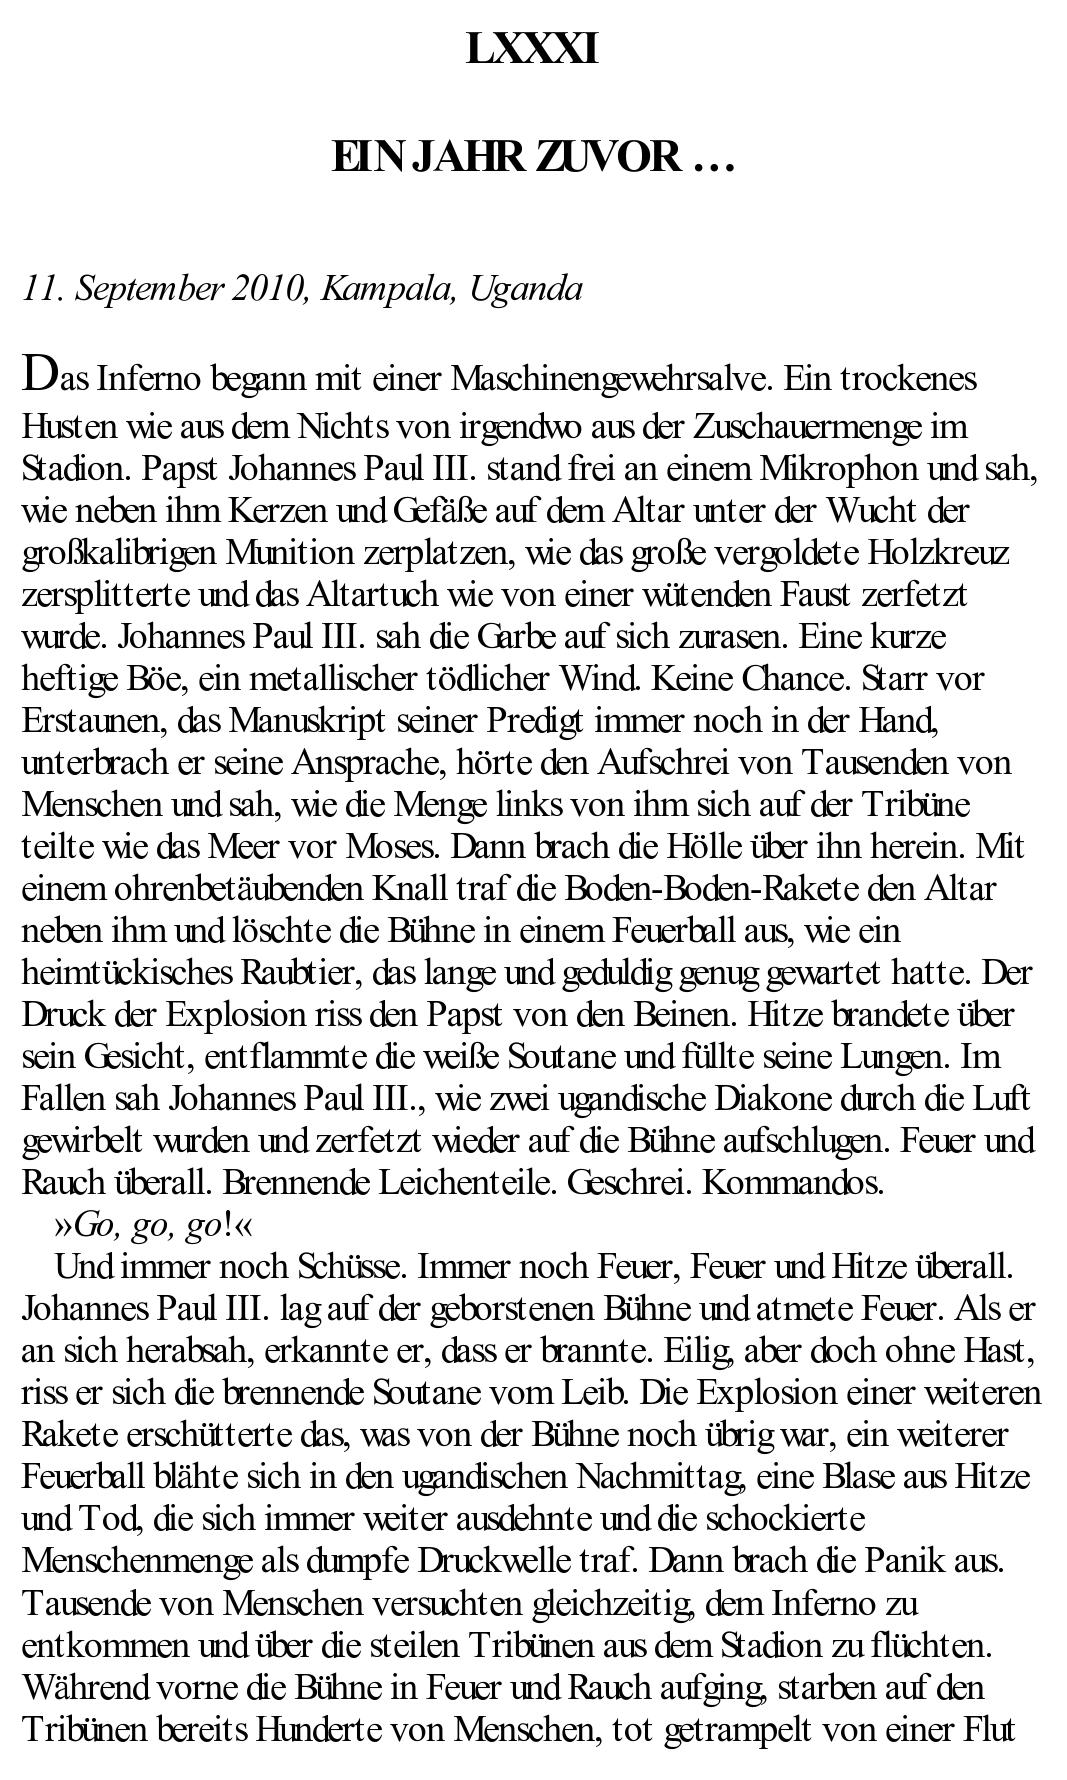 LXXXI
EIN JAHR ZUVOR …
11. September 2010, Kampala, Uganda
Das Inferno begann mit einer Maschinengewehrsalve. Ein trockenes
Husten wie aus dem Nichts von irgendwo aus der Zuschauermenge im
Stadion. Papst Johannes Paul III. stand frei an einem Mikrophon und sah,
wie neben ihm Kerzen und Gefäße auf dem Altar unter der Wucht der
großkalibrigen Munition zerplatzen, wie das große vergoldete Holzkreuz
zersplitterte und das Altartuch wie von einer wütenden Faust zerfetzt
wurde. Johannes Paul III. sah die Garbe auf sich zurasen. Eine kurze
heftige Böe, ein metallischer tödlicher Wind. Keine Chance. Starr vor
Erstaunen, das Manuskript seiner Predigt immer noch in der Hand,
unterbrach er seine Ansprache, hörte den Aufschrei von Tausenden von
Menschen und sah, wie die Menge links von ihm sich auf der Tribüne
teilte wie das Meer vor Moses. Dann brach die Hölle über ihn herein. Mit
einem ohrenbetäubenden Knall traf die Boden-Boden-Rakete den Altar
neben ihm und löschte die Bühne in einem Feuerball aus, wie ein
heimtückisches Raubtier, das lange und geduldig genug gewartet hatte. Der
Druck der Explosion riss den Papst von den Beinen. Hitze brandete über
sein Gesicht, entflammte die weiße Soutane und füllte seine Lungen. Im
Fallen sah Johannes Paul III., wie zwei ugandische Diakone durch die Luft
gewirbelt wurden und zerfetzt wieder auf die Bühne aufschlugen. Feuer und
Rauch überall. Brennende Leichenteile. Geschrei. Kommandos.
»Go, go, go!«
Und immer noch Schüsse. Immer noch Feuer, Feuer und Hitze überall.
Johannes Paul III. lag auf der geborstenen Bühne und atmete Feuer. Als er
an sich herabsah, erkannte er, dass er brannte. Eilig, aber doch ohne Hast,
riss er sich die brennende Soutane vom Leib. Die Explosion einer weiteren
Rakete erschütterte das, was von der Bühne noch übrig war, ein weiterer
Feuerball blähte sich in den ugandischen Nachmittag, eine Blase aus Hitze
und Tod, die sich immer weiter ausdehnte und die schockierte
Menschenmenge als dumpfe Druckwelle traf. Dann brach die Panik aus.
Tausende von Menschen versuchten gleichzeitig, dem Inferno zu
entkommen und über die steilen Tribünen aus dem Stadion zu flüchten.
Während vorne die Bühne in Feuer und Rauch aufging, starben auf den
Tribünen bereits Hunderte von Menschen, tot getrampelt von einer Flut